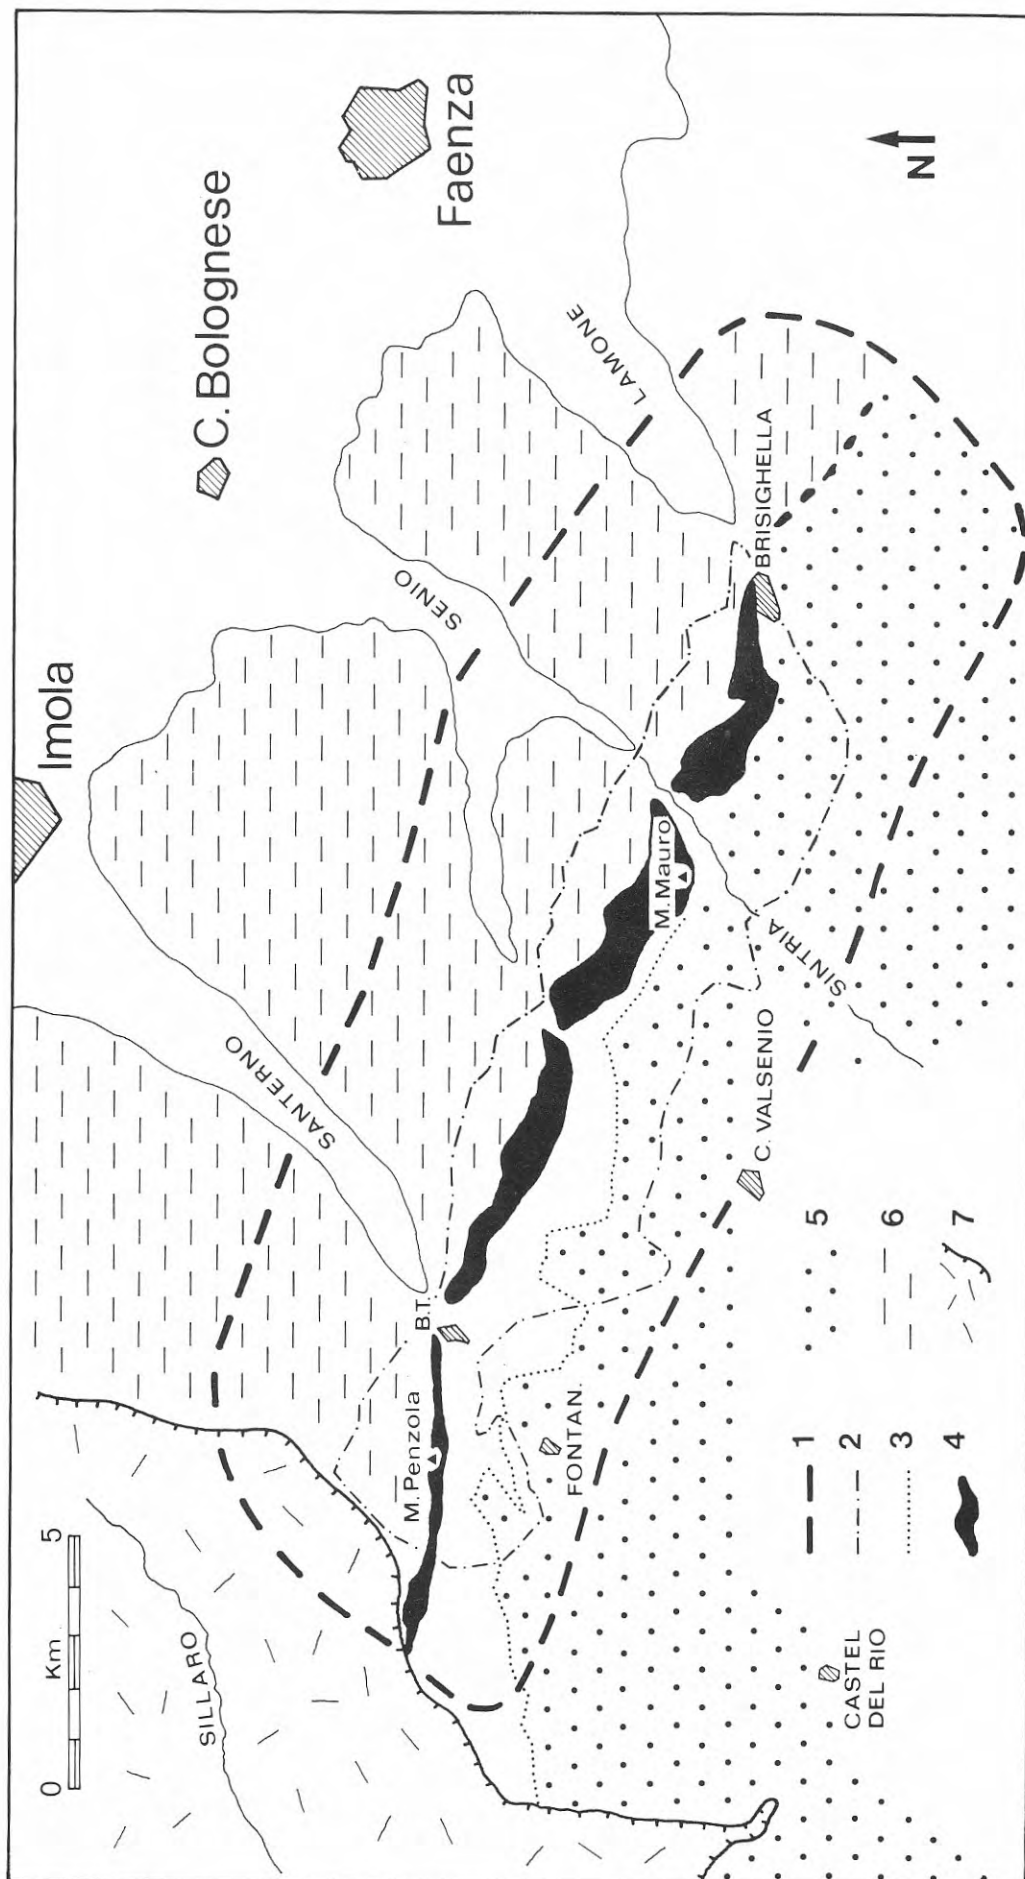 Imola
C. Bolognese
Faenza
SANTERNO
SENIO
LAMONE
SILLARO
0 Km 5
M. Penzola
B.T.
M. Mauro
BRISIGHELLA
FONTAN.
C. VALSENIO
SINTRIA
CASTEL
DEL RIO
N
1
2
3
4
5
6
7